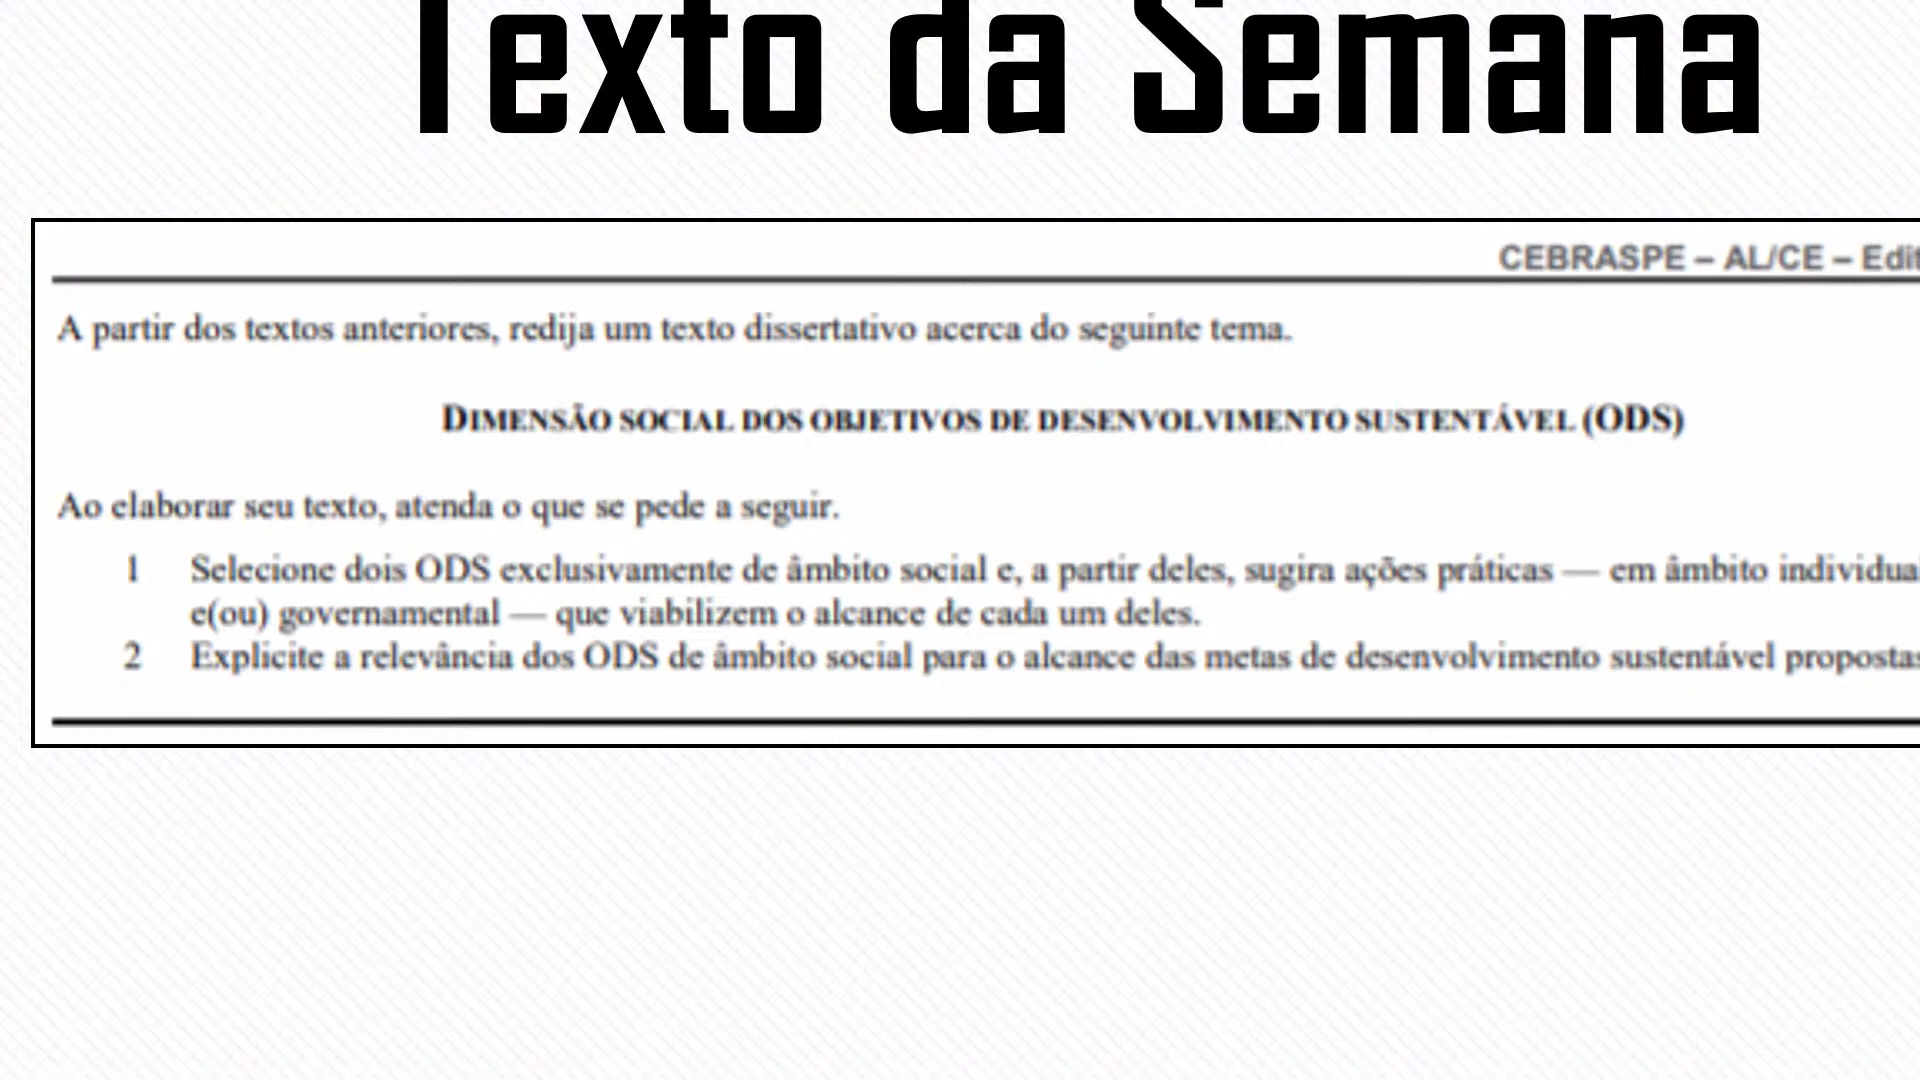 Texto da Semana
CEBRASPE – AL/CE – Edit
A partir dos textos anteriores, redija um texto dissertativo acerca do seguinte tema.
DIMENSÃO SOCIAL DOS OBJETIVOS DE DESENVOLVIMENTO SUSTENTÁVEL (ODS)
Ao elaborar seu texto, atenda o que se pede a seguir.
1 Selecione dois ODS exclusivamente de âmbito social e, a partir deles, sugira ações práticas — em âmbito individual
e(ou) governamental — que viabilizem o alcance de cada um deles.
2 Explicite a relevância dos ODS de âmbito social para o alcance das metas de desenvolvimento sustentável propostas